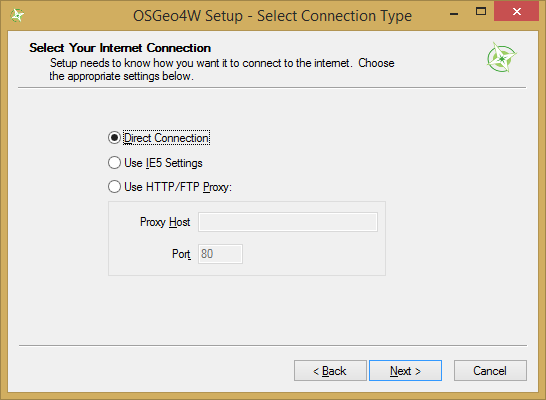 OSGeo4W Setup - Select Connection Type
Select Your Internet Connection
Setup needs to know how you want it to connect to the internet. Choose
the appropriate settings below.
Direct Connection
Use IE5 Settings
Use HTTP/FTP Proxy:
Proxy Host
Port 80
< Back Next > Cancel